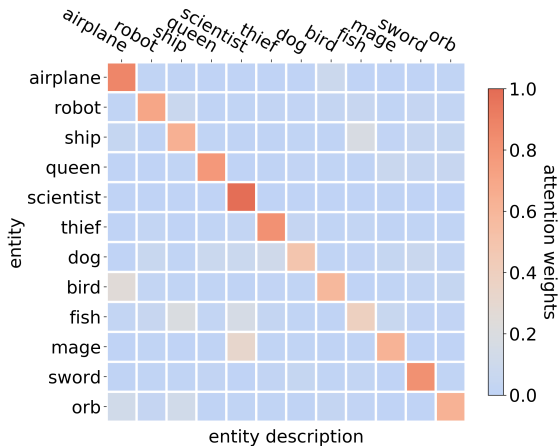 airplane
robot
ship
queen
scientist
thief
dog
bird
fish
mage
sword
orb
airplane
robot
ship
queen
scientist
thief
dog
bird
fish
mage
sword
orb
entity
entity description
1.0
0.8
0.6
0.4
0.2
0.0
attention weights